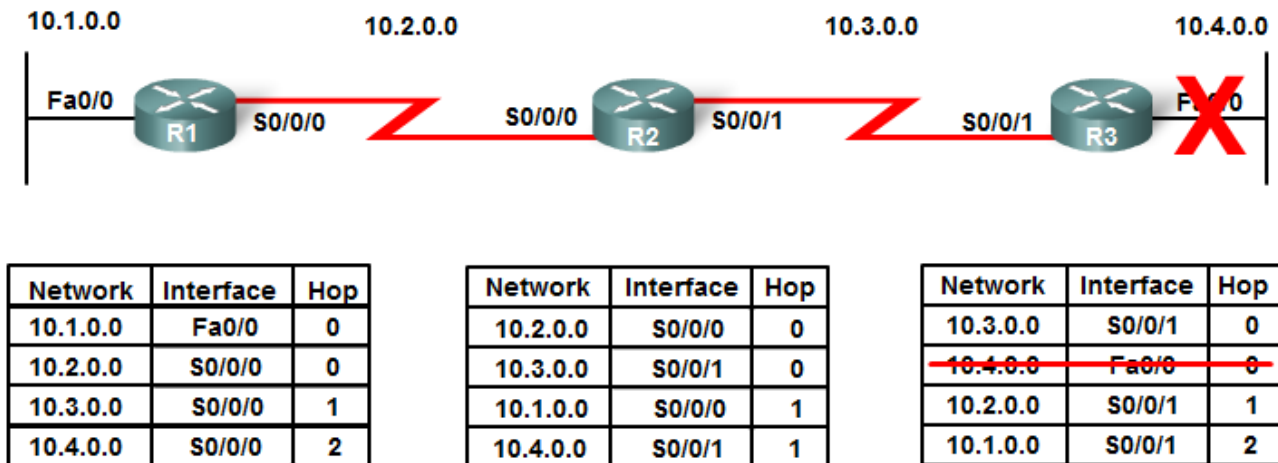 10.1.0.0 10.2.0.0 10.3.0.0 10.4.0.0
Fa0/0 R1 S0/0/0 S0/0/0 R2 S0/0/1 S0/0/1 R3
Network Interface Hop
10.1.0.0 Fa0/0 0
10.2.0.0 S0/0/0 0
10.3.0.0 S0/0/0 1
10.4.0.0 S0/0/0 2
Network Interface Hop
10.2.0.0 S0/0/0 0
10.3.0.0 S0/0/1 0
10.1.0.0 S0/0/0 1
10.4.0.0 S0/0/1 1
Network Interface Hop
10.3.0.0 S0/0/1 0
10.4.0.0 Fa0/0 0
10.2.0.0 S0/0/1 1
10.1.0.0 S0/0/1 2